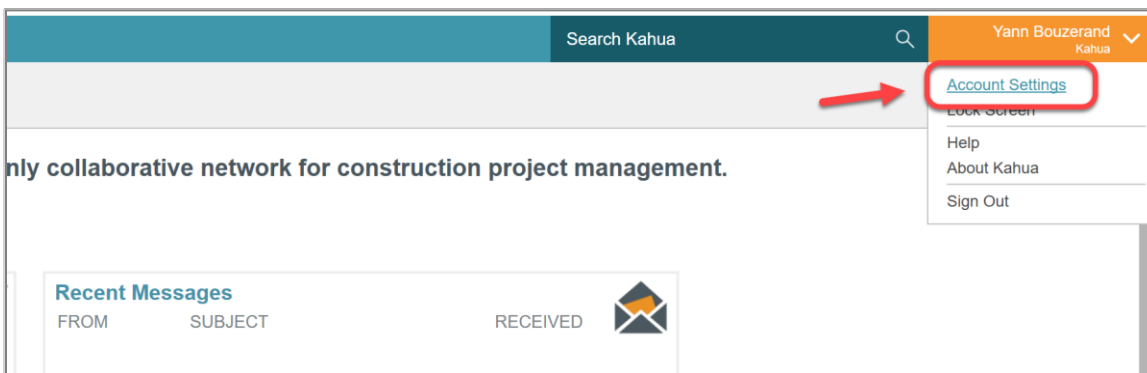 Search Kahua
Yann Bouzerand
Kahua
Account Settings
Lock Screen
Help
About Kahua
Sign Out
nly collaborative network for construction project management.
Recent Messages
FROM SUBJECT RECEIVED